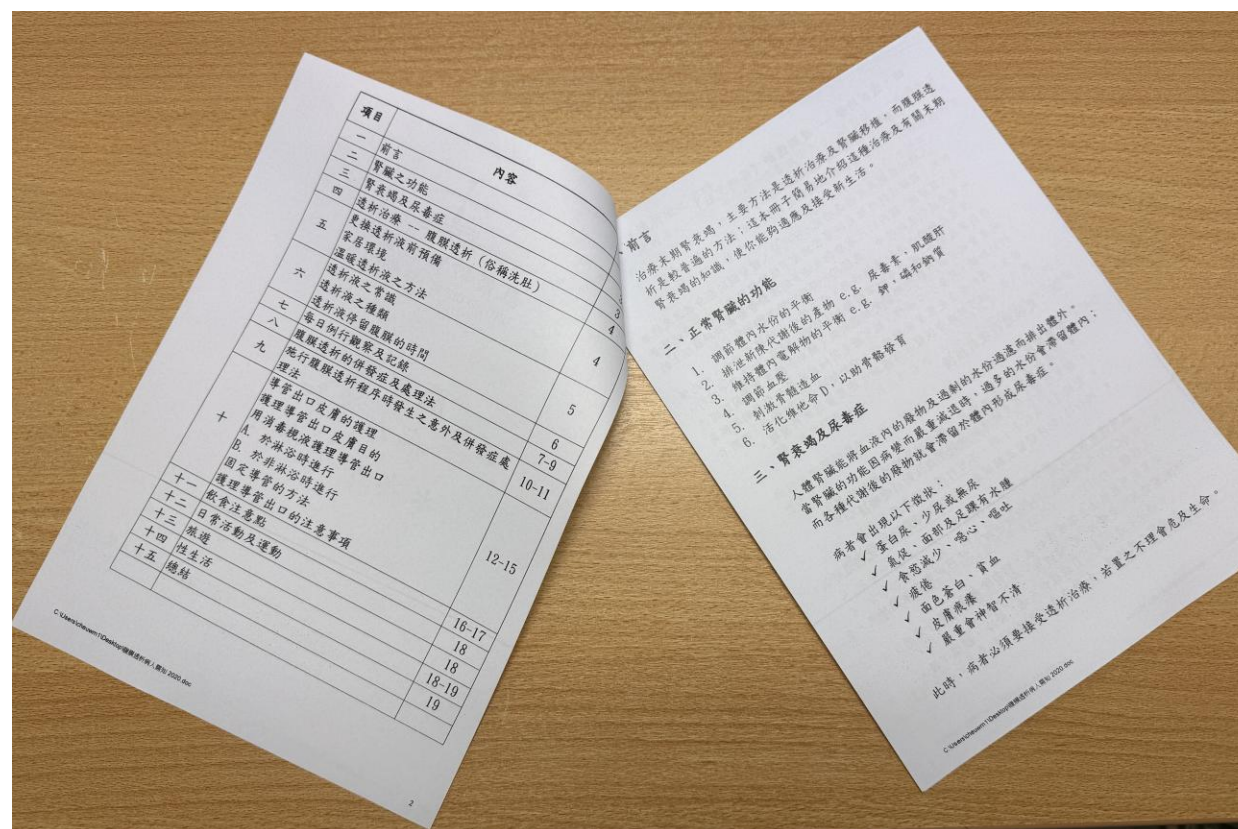 項目 內容
一 前言
二 腎臟之功能
三 腎衰竭及尿毒症 3
四 透析治療 -- 腹膜透析 (俗稱洗肚) 4
五 更換透析液前預備
家居環境
溫暖透析液之方法 4
六 透析液之常識
透析液之種類
透析液停留腹膜的時間 5
七 每日例行觀察及記錄 6
八 腹膜透析的併發症及處理法 7-9
九 施行腹膜透析程序時發生之意外及併發症處
理法 10-11
十 導管出口皮膚的護理
護理導管出口皮膚目的
用消毒梘液護理導管出口
A. 於淋浴時進行
B. 於非淋浴時進行
固定導管的方法
護理導管出口的注意事項 12-15
十一 飲食注意點 16-17
十二 日常活動及運動 18
十三 旅遊 18
十四 性生活 18-19
十五 總結 19
2
前言
治療末期腎衰竭，主要方法是透析治療及腎臟移植，而腹膜透
析是較普遍的方法；這本冊子簡易地介紹這種治療及有關末期
腎衰竭的知識，使你能夠適應及接受新生活。
二、正常腎臟的功能
1. 調節體內水份的平衡
2. 排泄新陳代謝後的產物 e.g. 尿毒素，肌酸肝
3. 維持體內電解物的平衡 e.g. 鉀，磷和鈉質
4. 調節血壓
5. 刺激骨髓造血
6. 活化維他命 D，以助骨骼發育
三、腎衰竭及尿毒症
人體腎臟能將血液內的廢物及過剩的水份過濾而排出體外。
當腎臟的功能因病變而嚴重減退時，過多的水份會滯留體內；
而各種代謝後的廢物就會滯留於體內形成尿毒症。
病者會出現以下徵狀：
✓ 蛋白尿、少尿或無尿
✓ 氣促、面部及足踝有水腫
✓ 食慾減少、噁心、嘔吐
✓ 疲倦
✓ 面色蒼白、貧血
✓ 皮膚痕癢
✓ 嚴重會神智不清
此時，病者必須要接受透析治療，若置之不理會危及生命。